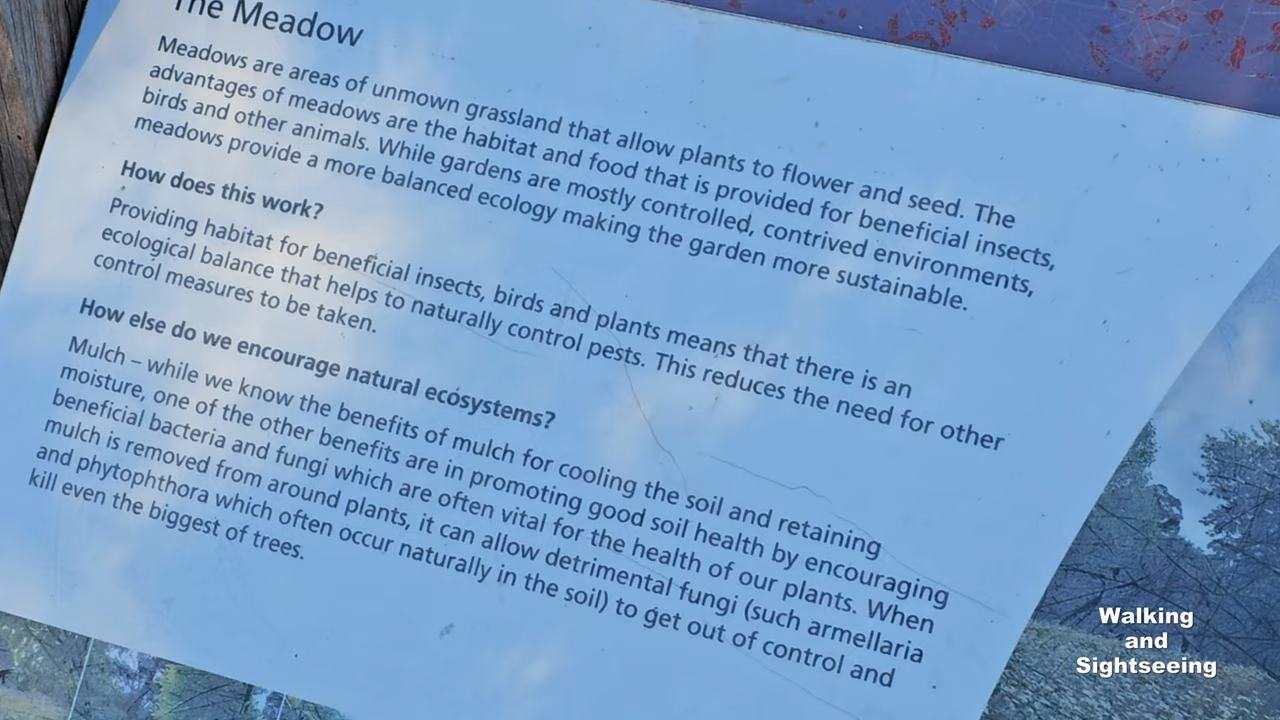 The Meadow
Meadows are areas of unmown grassland that allow plants to flower and seed. The
advantages of meadows are the habitat and food that is provided for beneficial insects,
birds and other animals. While gardens are mostly controlled, contrived environments,
meadows provide a more balanced ecology making the garden more sustainable.
How does this work?
Providing habitat for beneficial insects, birds and plants means that there is an
ecological balance that helps to naturally control pests. This reduces the need for other
control measures to be taken.
How else do we encourage natural ecosystems?
Mulch – while we know the benefits of mulch for cooling the soil and retaining
moisture, one of the other benefits are in promoting good soil health by encouraging
beneficial bacteria and fungi which are often vital for the health of our plants. When
mulch is removed from around plants, it can allow detrimental fungi (such armellaria
and phytophthora which often occur naturally in the soil) to get out of control and
kill even the biggest of trees.
Walking
and
Sightseeing